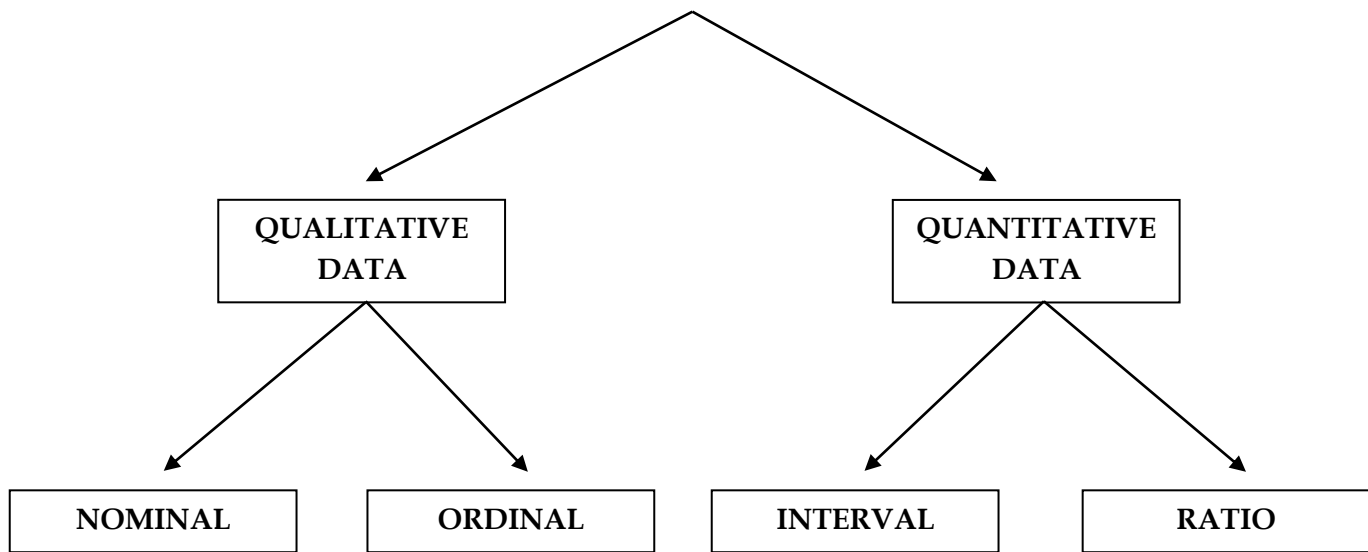 QUALITATIVE
DATA
QUANTITATIVE
DATA
NOMINAL
ORDINAL
INTERVAL
RATIO